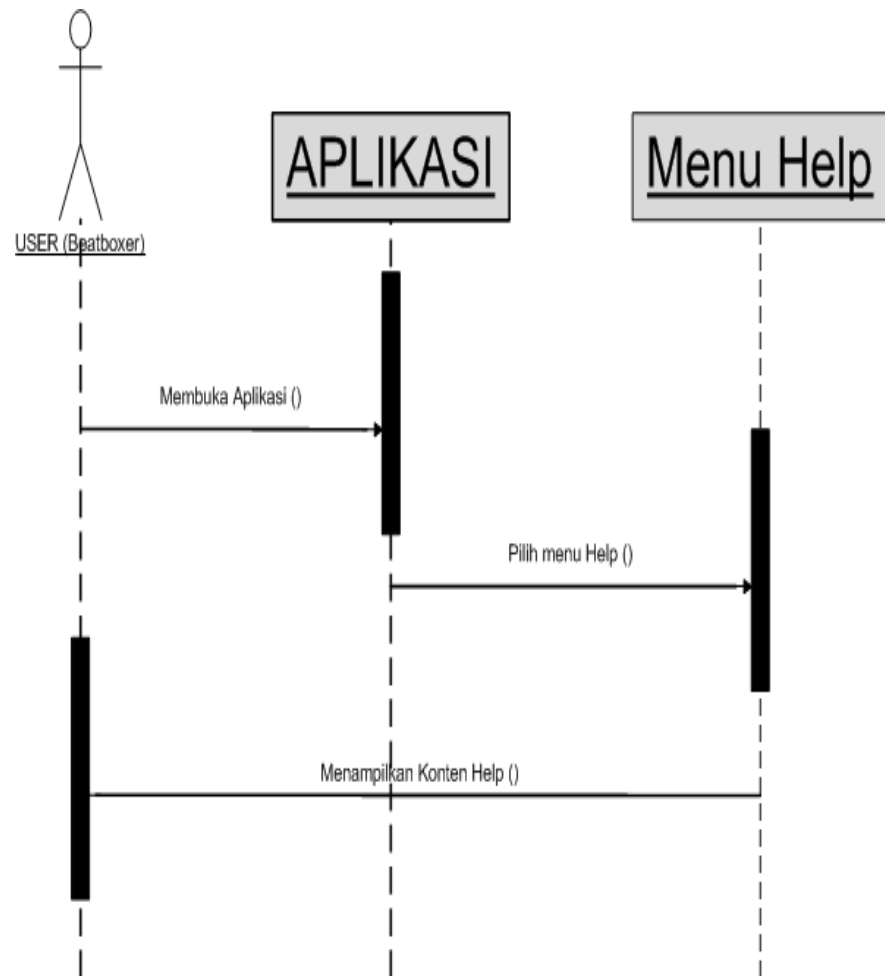 APLIKASI
Menu Help
USER (Beatboxer)
Membuka Aplikasi ()
Pilih menu Help ()
Menampilkan Konten Help ()